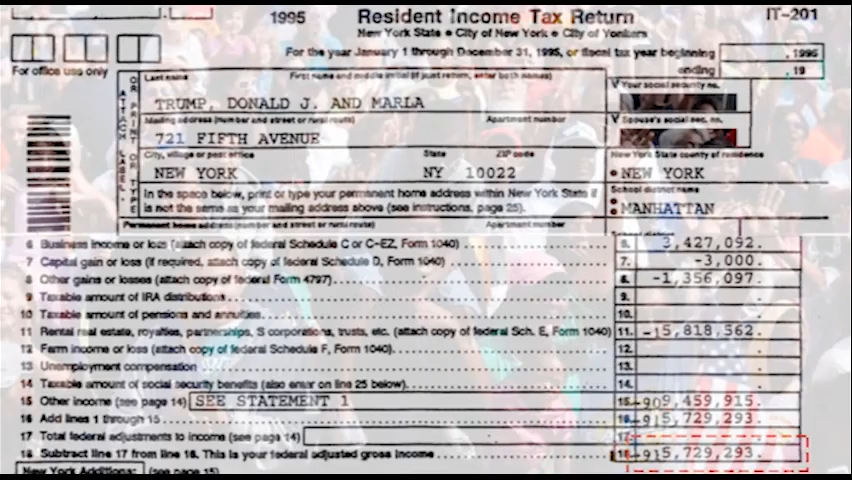 1995 Resident Income Tax Return IT-201
New York State • City of New York • City of Yonkers
For the year January 1 through December 31, 1995, or fiscal tax year beginning , 1995
For office use only ending , 19
ATTACH LABEL, OR PRINT OR TYPE
Last name First name and middle initial (if joint return, enter both names) Your social security no.
TRUMP, DONALD J. AND MARLA
Mailing address (number and street or rural route) Apartment number Spouse's social sec. no.
721 FIFTH AVENUE
City, village or post office State ZIP code New York State county of residence
NEW YORK NY 10022 NEW YORK
In the space below, print or type your permanent home address within New York State if School district name
is not the same as your mailing address above (see instructions, page 25). MANHATTAN
Permanent home address (number and street or rural route) Apartment number School district
6 Business income or loss (attach copy of federal Schedule C or C-EZ, Form 1040) 6. 3,427,092.
7 Capital gain or loss (if required, attach copy of federal Schedule D, Form 1040) 7. -3,000.
8 Other gains or losses (attach copy of federal Form 4797) 8. -1,356,097.
9 Taxable amount of IRA distributions 9.
10 Taxable amount of pensions and annuities 10.
11 Rental real estate, royalties, partnerships, S corporations, trusts, etc. (attach copy of federal Sch. E, Form 1040) 11. -15,818,562.
12 Farm income or loss (attach copy of federal Schedule F, Form 1040) 12.
13 Unemployment compensation 13.
14 Taxable amount of social security benefits (also enter on line 25 below) 14.
15 Other income (see page 14) SEE STATEMENT 1 15. -909,459,915.
16 Add lines 1 through 15 16. -915,729,293.
17 Total federal adjustments to income (see page 14) 17.
18 Subtract line 17 from line 16. This is your federal adjusted gross income 18. -915,729,293.
New York Additions: (see page 15)